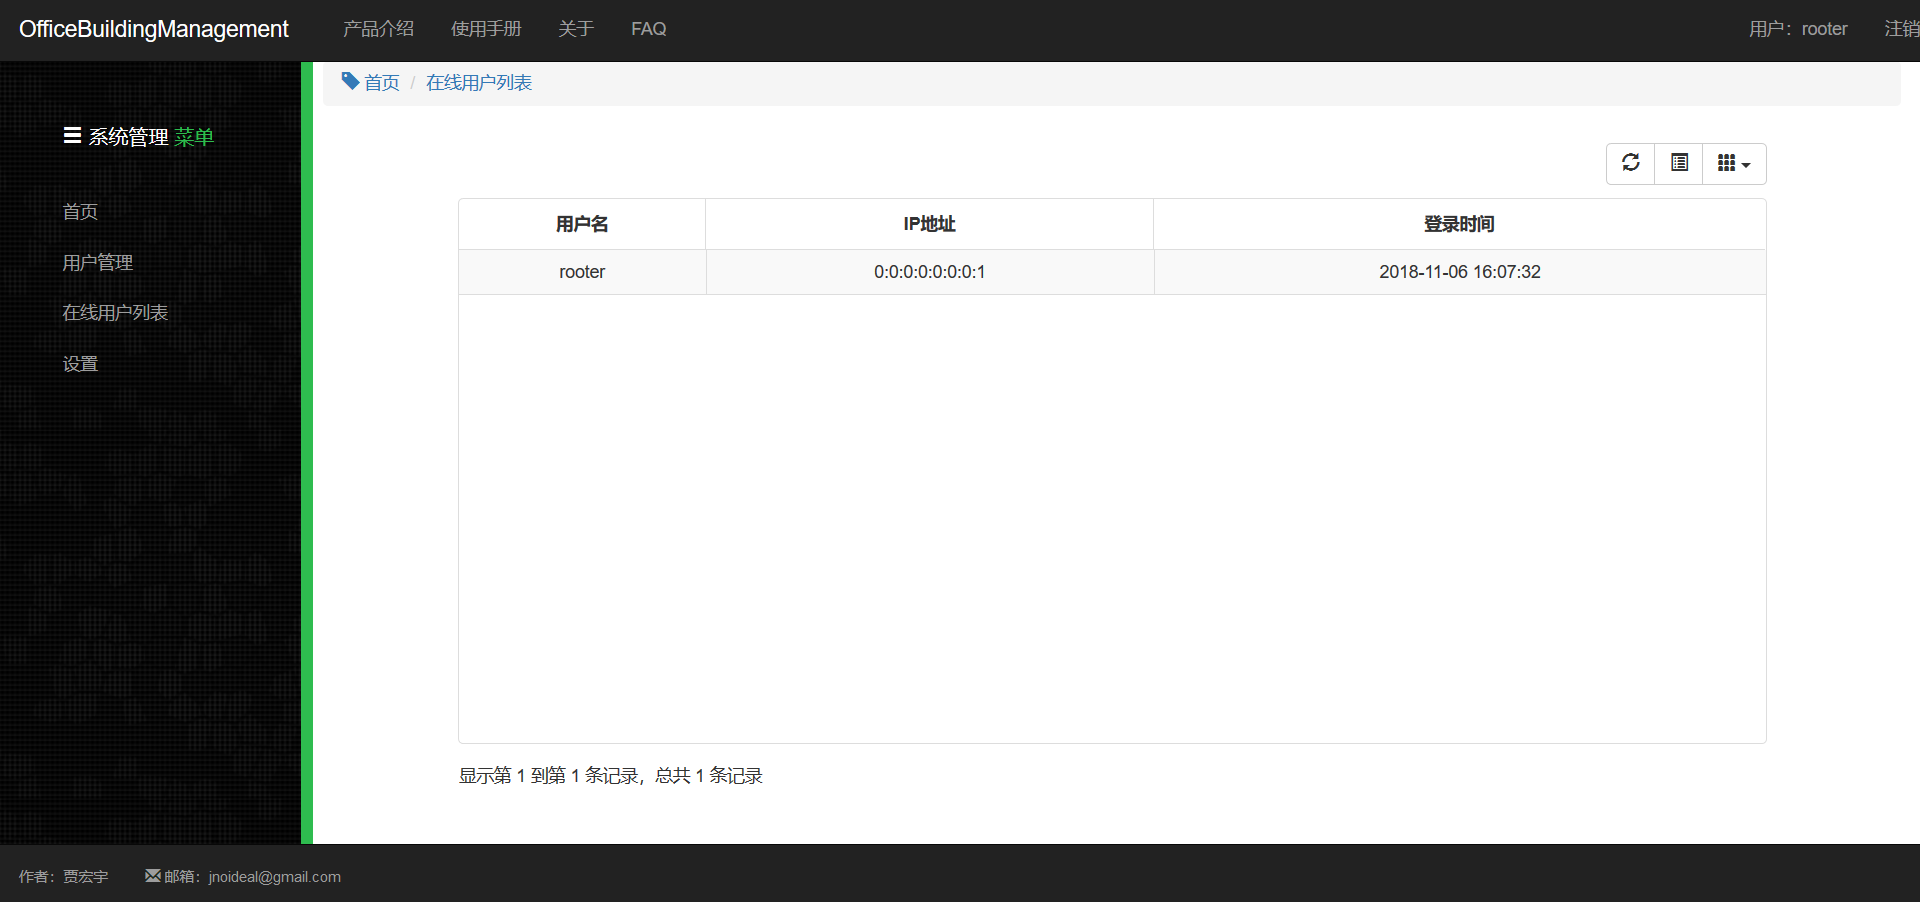 OfficeBuildingManagement 产品介绍 使用手册 关于 FAQ 用户：rooter 注销
首页 / 在线用户列表
系统管理 菜单
首页
用户管理
在线用户列表
设置
用户名 IP地址 登录时间
rooter 0:0:0:0:0:0:0:1 2018-11-06 16:07:32
显示第 1 到第 1 条记录，总共 1 条记录
作者：贾宏宇 邮箱：jnoideal@gmail.com